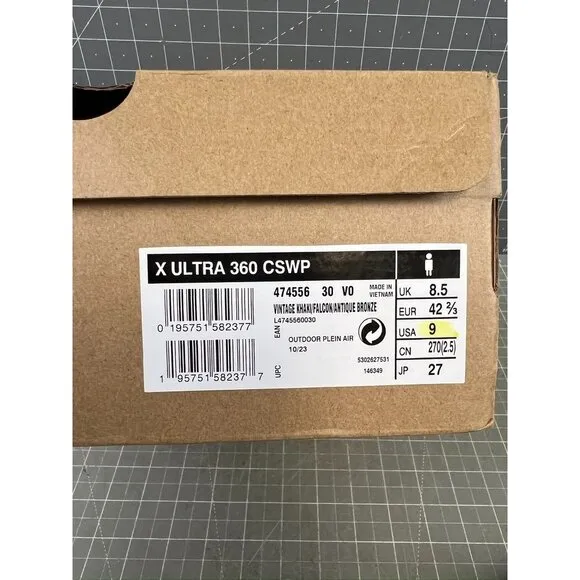 X ULTRA 360 CSWP
474556 30 V0
MADE IN
VIETNAM
VINTAGE KHAKI/FALCON/ANTIQUE BRONZE
L4745560030
EAN
0 195751 582377
OUTDOOR PLEIN AIR
10/23
5302627531
146349
UPC
1 95751 58237 7
UK 8.5
EUR 42 ⅔
USA 9
CN 270(2.5)
JP 27